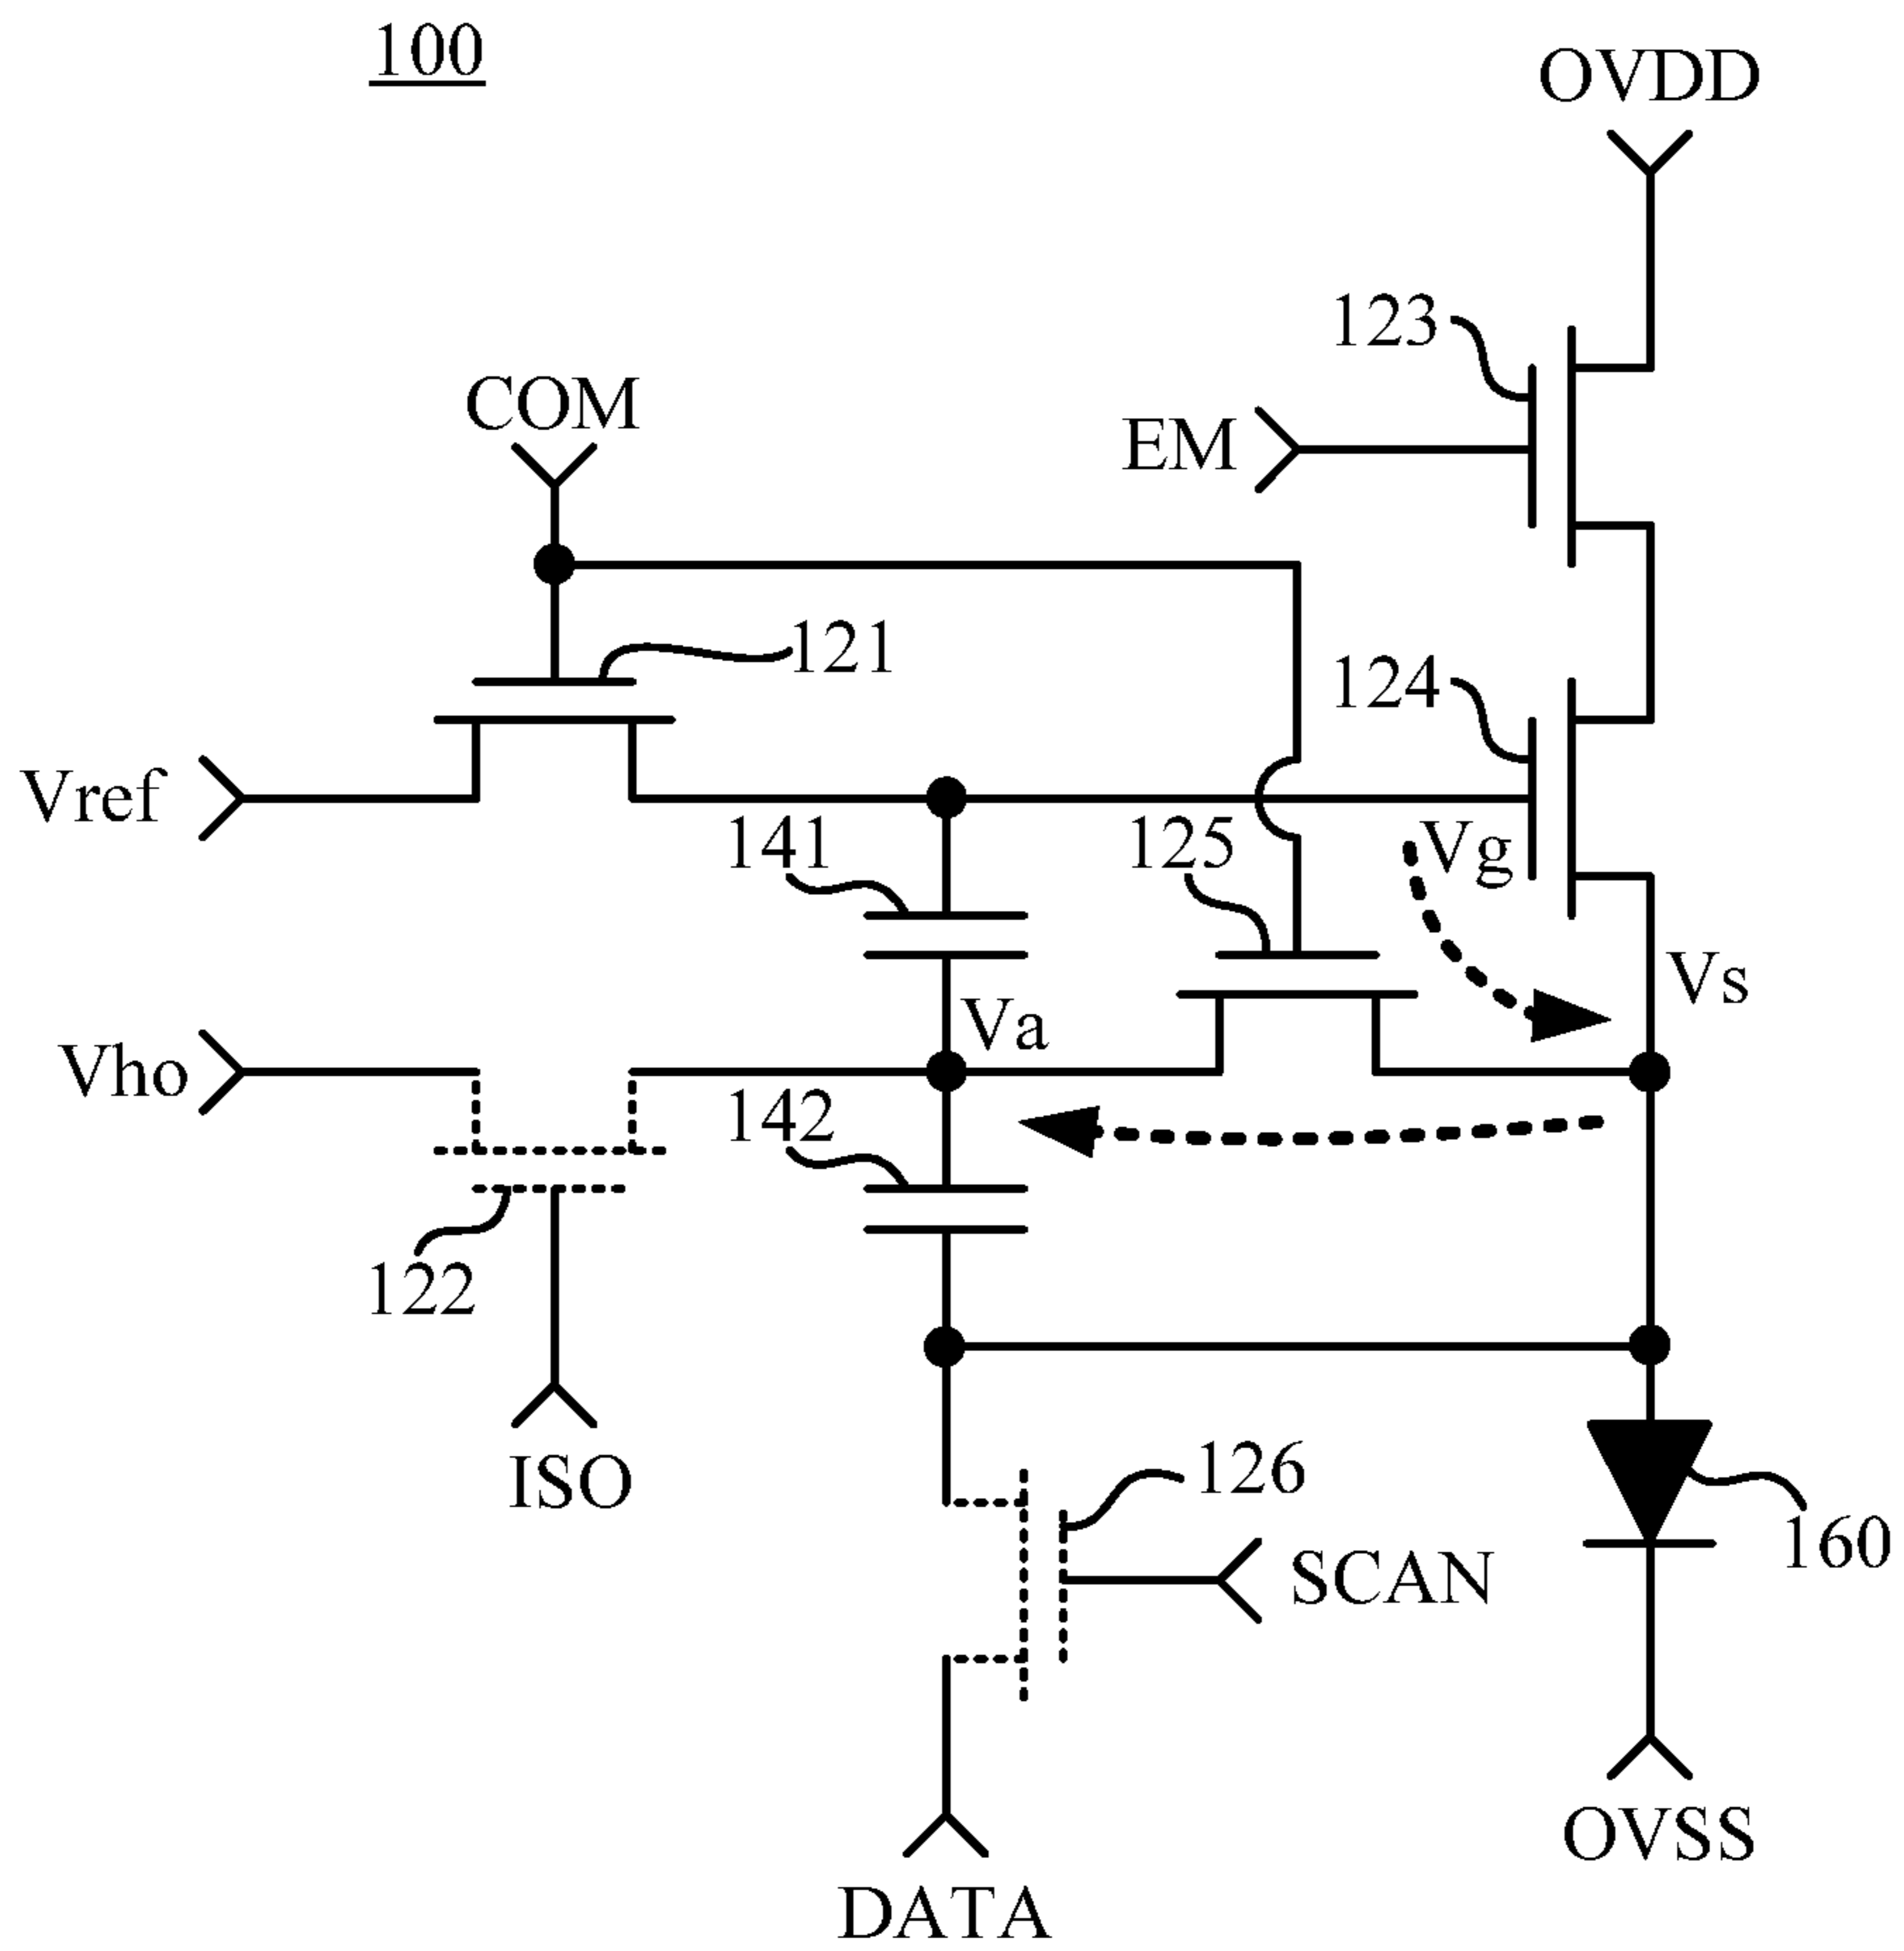 100
OVDD
123
COM
EM
121
124
Vref
141
125
Vg
Vs
Va
Vho
142
122
ISO
126
SCAN
160
OVSS
DATA